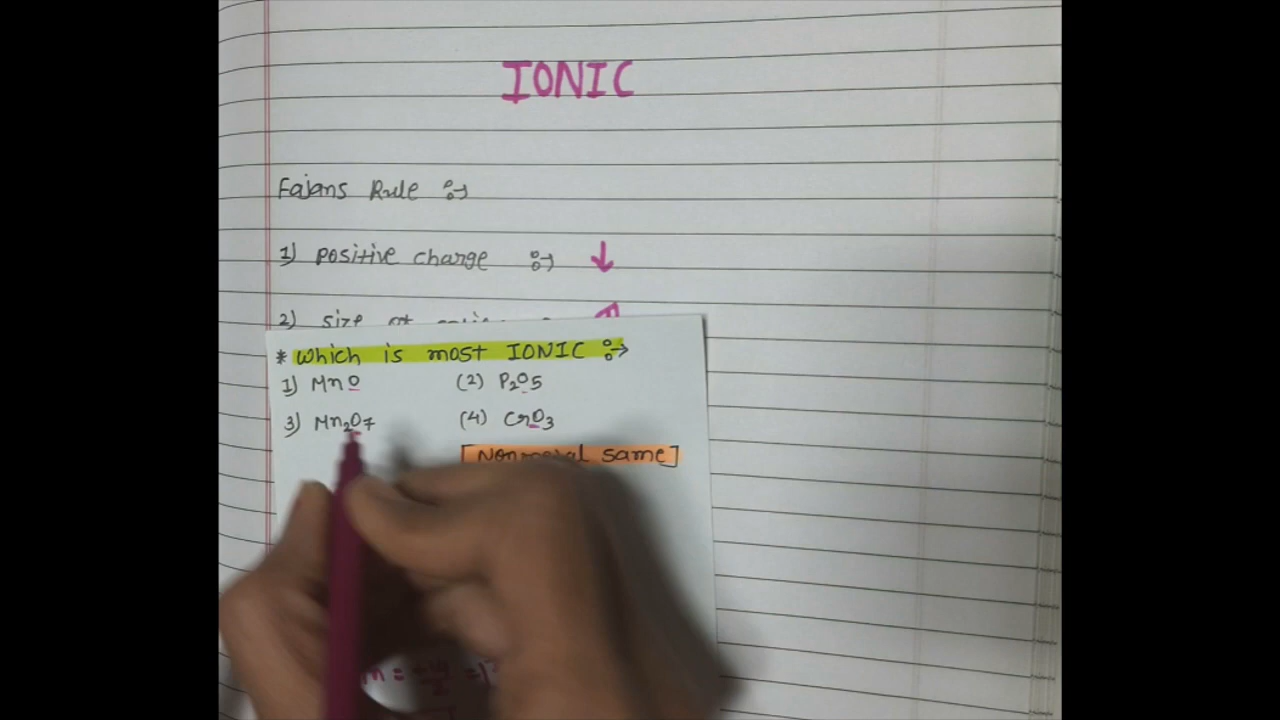 IONIC
Fajans Rule :→
1) positive charge :→ ↓
2) size
* which is most IONIC :→
1) MnO (2) P₂O5
3) Mn₂O7 (4) CrO₃
[Nonmetal same]